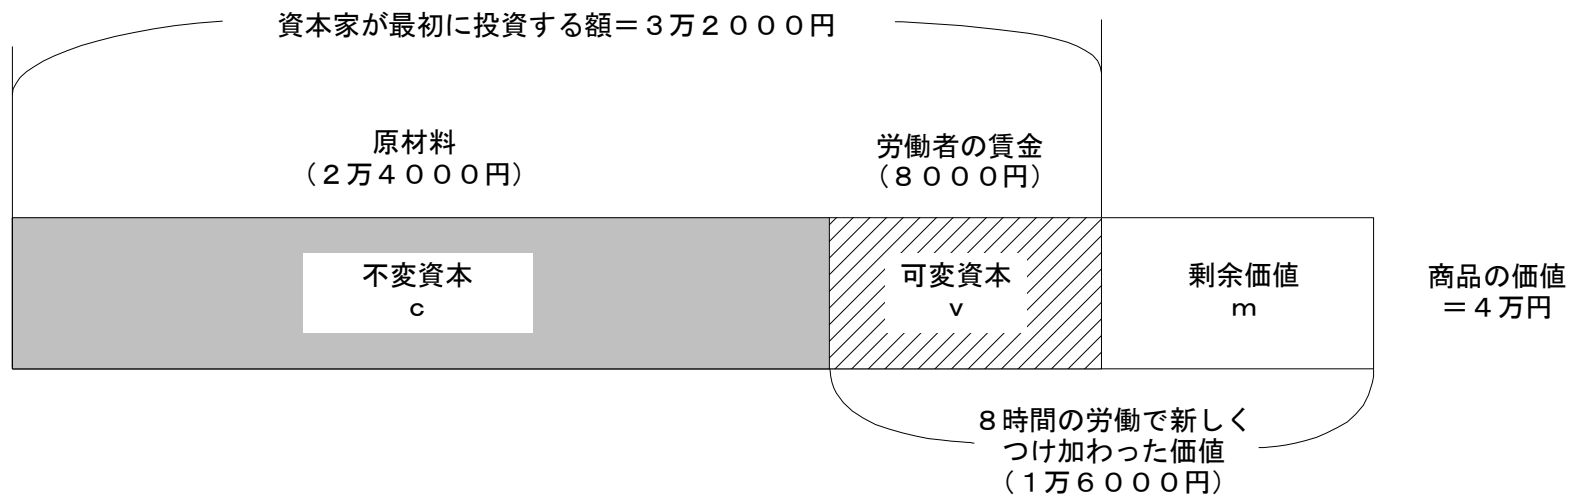 資本家が最初に投資する額＝３万２０００円
原材料
（２万４０００円）
労働者の賃金
（８０００円）
不変資本
ｃ
可変資本
ｖ
剰余価値
ｍ
商品の価値
＝４万円
８時間の労働で新しく
つけ加わった価値
（１万６０００円）